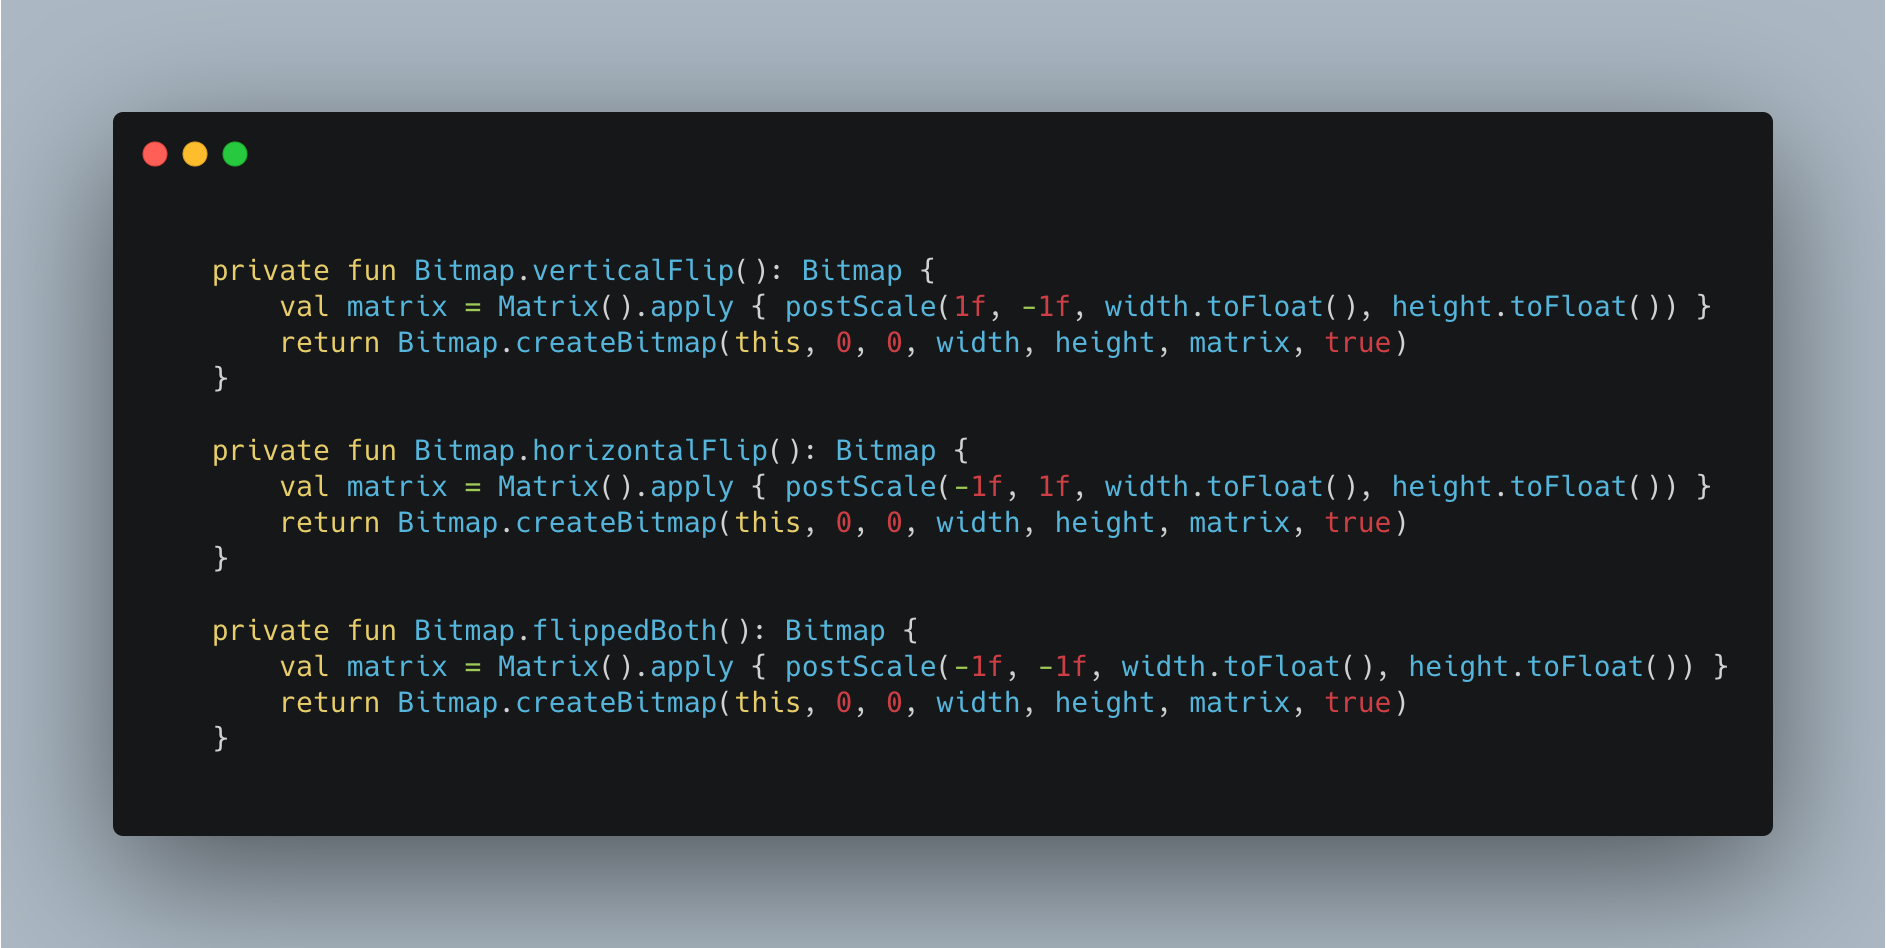 private fun Bitmap.verticalFlip(): Bitmap {
    val matrix = Matrix().apply { postScale(1f, -1f, width.toFloat(), height.toFloat()) }
    return Bitmap.createBitmap(this, 0, 0, width, height, matrix, true)
}

private fun Bitmap.horizontalFlip(): Bitmap {
    val matrix = Matrix().apply { postScale(-1f, 1f, width.toFloat(), height.toFloat()) }
    return Bitmap.createBitmap(this, 0, 0, width, height, matrix, true)
}

private fun Bitmap.flippedBoth(): Bitmap {
    val matrix = Matrix().apply { postScale(-1f, -1f, width.toFloat(), height.toFloat()) }
    return Bitmap.createBitmap(this, 0, 0, width, height, matrix, true)
}